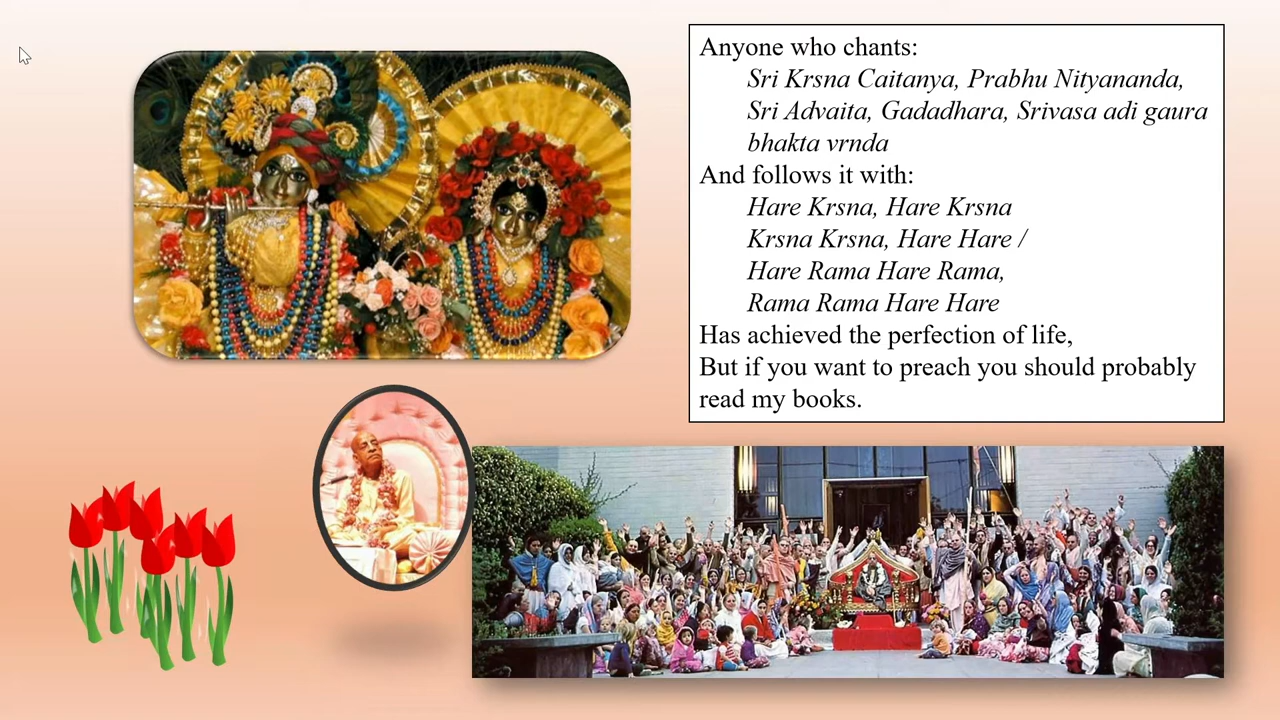 Anyone who chants:
Sri Krsna Caitanya, Prabhu Nityananda,
Sri Advaita, Gadadhara, Srivasa adi gaura
bhakta vrnda
And follows it with:
Hare Krsna, Hare Krsna
Krsna Krsna, Hare Hare /
Hare Rama Hare Rama,
Rama Rama Hare Hare
Has achieved the perfection of life,
But if you want to preach you should probably
read my books.